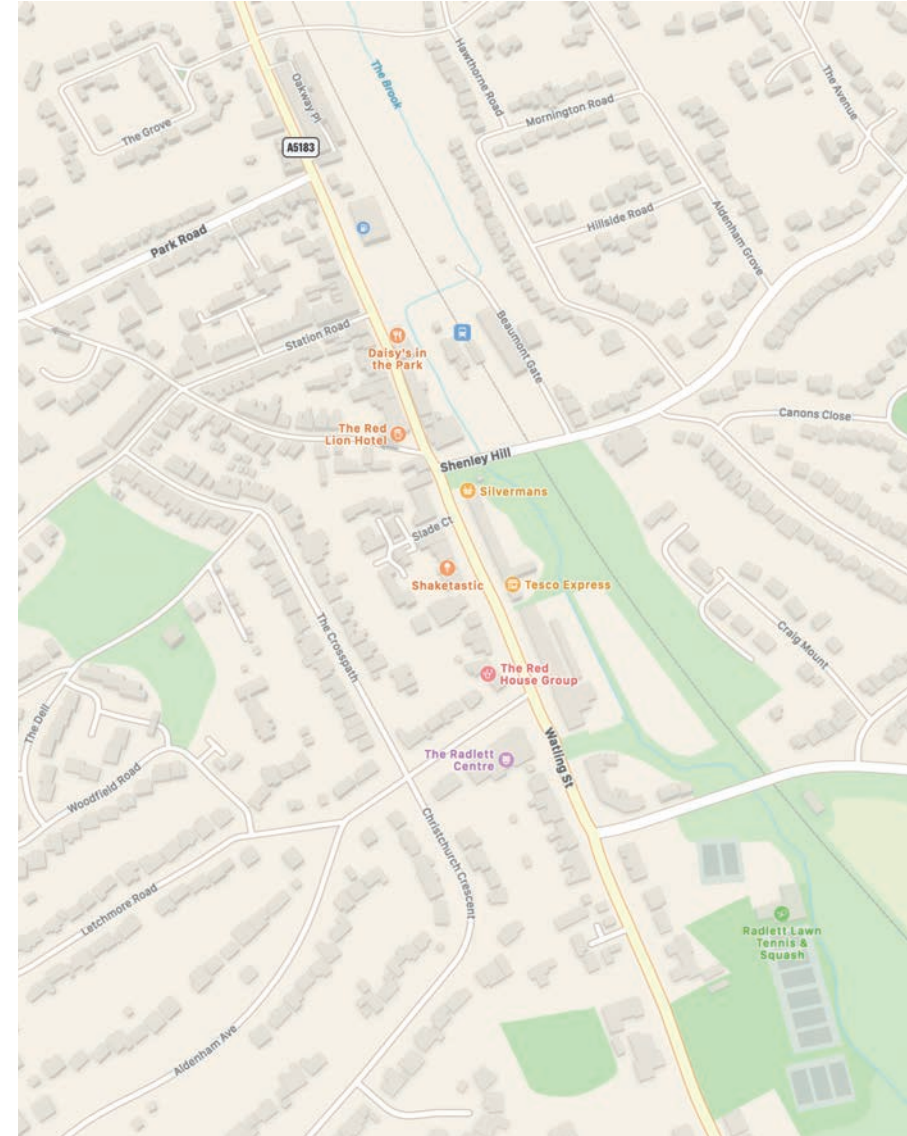 The Brook
Hawthorne Road
The Avenue
Oakway Pl
Mornington Road
The Grove
A5183
Aldenham Grove
Hillside Road
Park Road
Beaumont Gate
Station Road
Daisy's in
the Park
Canons Close
The Red
Lion Hotel
Shenley Hill
Silvermans
Slade Ct
Shaketastic
Tesco Express
The Crosspath
Craig Mount
The Red
House Group
The Dell
Watling St
The Radlett
Centre
Woodfield Road
Christchurch Crescent
Letchmore Road
Radlett Lawn
Tennis &
Squash
Aldenham Ave